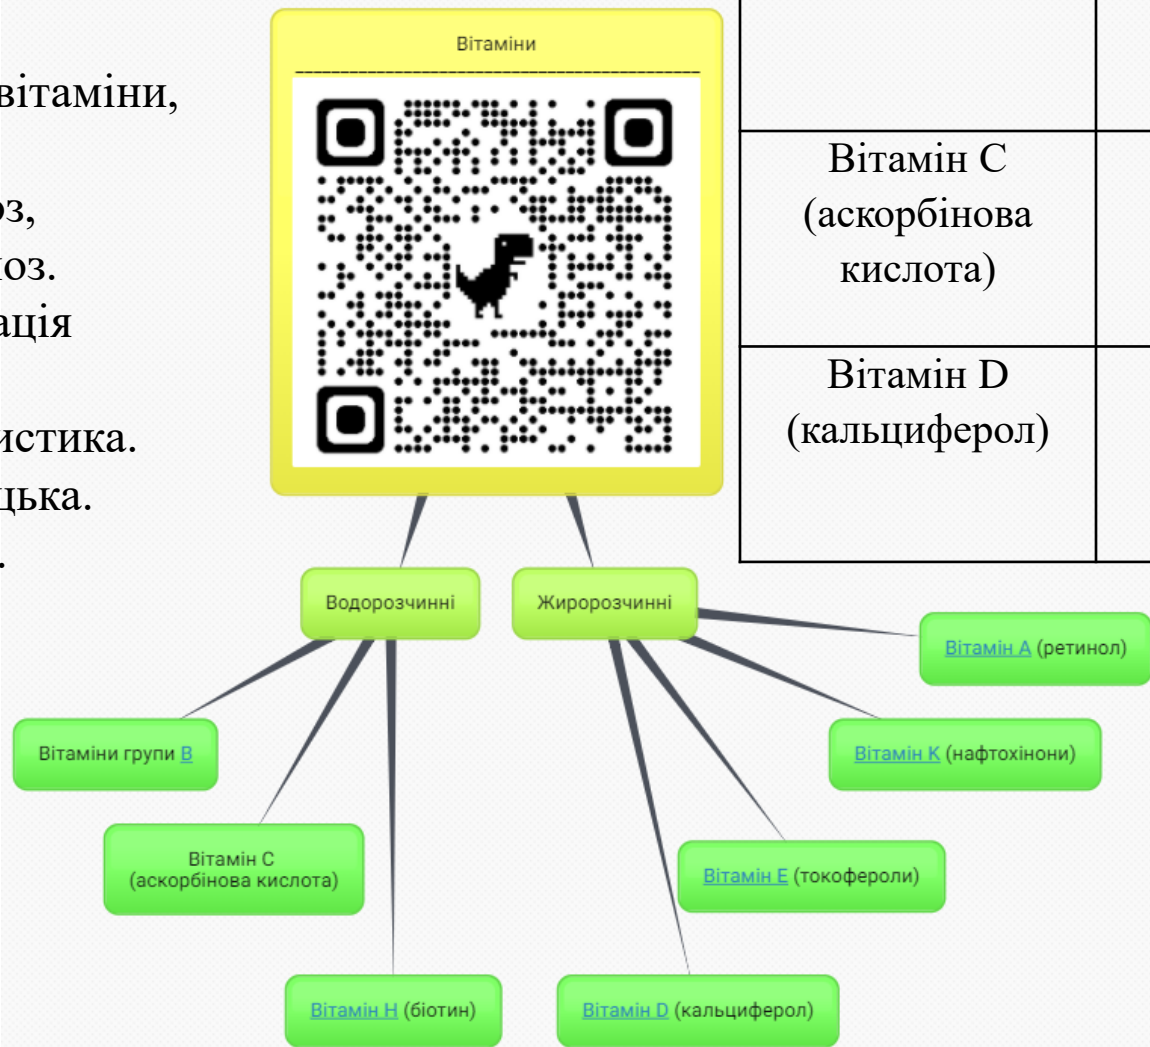 вітаміни,
оз,
ноз.
ація
истика.
цька.
.
Вітаміни
Вітамін С
(аскорбінова
кислота)
Вітамін D
(кальциферол)
Водорозчинні
Жиророзчинні
Вітамін А (ретинол)
Вітаміни групи В
Вітамін К (нафтохінони)
Вітамін С
(аскорбінова кислота)
Вітамін Е (токофероли)
Вітамін Н (біотин)
Вітамін D (кальциферол)